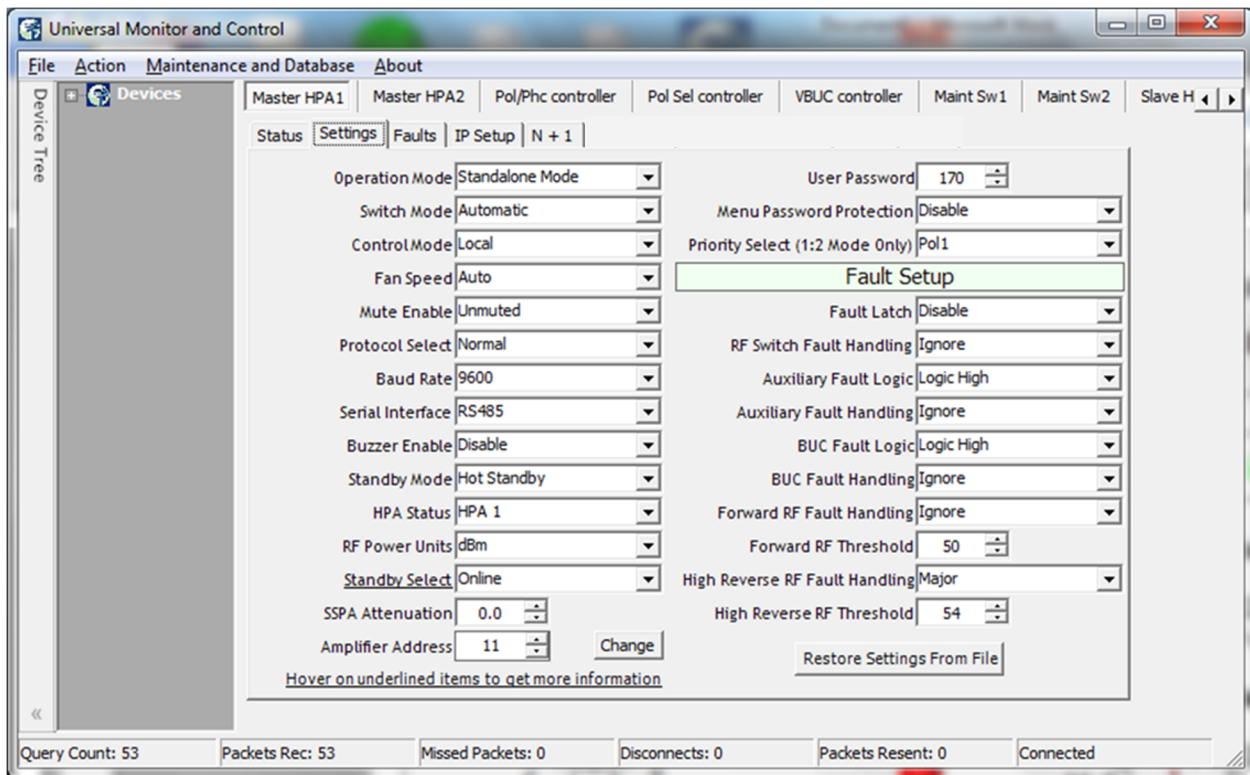 Universal Monitor and Control
File Action Maintenance and Database About
Device Tree
Devices
Master HPA1 Master HPA2 Pol/Phc controller Pol Sel controller VBUC controller Maint Sw1 Maint Sw2 Slave H
Status Settings Faults IP Setup N + 1
Operation Mode Standalone Mode User Password 170
Switch Mode Automatic Menu Password Protection Disable
Control Mode Local Priority Select (1:2 Mode Only) Pol1
Fan Speed Auto Fault Setup
Mute Enable Unmuted Fault Latch Disable
Protocol Select Normal RF Switch Fault Handling Ignore
Baud Rate 9600 Auxiliary Fault Logic Logic High
Serial Interface RS485 Auxiliary Fault Handling Ignore
Buzzer Enable Disable BUC Fault Logic Logic High
Standby Mode Hot Standby BUC Fault Handling Ignore
HPA Status HPA 1 Forward RF Fault Handling Ignore
RF Power Units dBm Forward RF Threshold 50
Standby Select Online High Reverse RF Fault Handling Major
SSPA Attenuation 0.0 High Reverse RF Threshold 54
Amplifier Address 11 Change Restore Settings From File
Hover on underlined items to get more information
Query Count: 53 Packets Rec: 53 Missed Packets: 0 Disconnects: 0 Packets Resent: 0 Connected